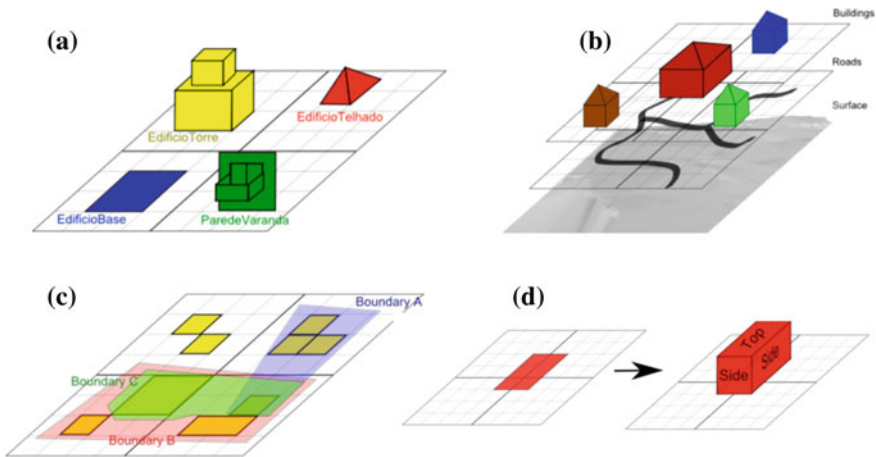 (a)
EdificioTorre
EdificioTelhado
EdificioBase
ParedeVaranda
(b)
Buildings
Roads
Surface
(c)
Boundary A
Boundary C
Boundary B
(d)
Top
Side
Side